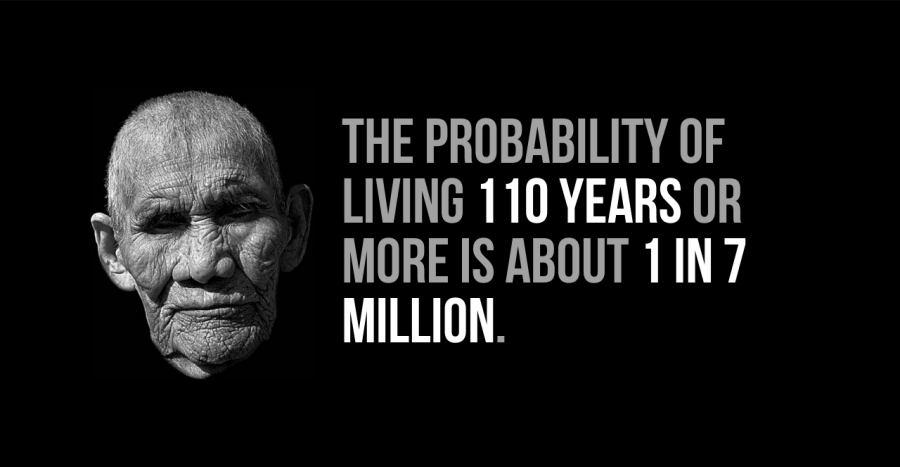 THE PROBABILITY OF
LIVING 110 YEARS OR
MORE IS ABOUT 1 IN 7
MILLION.